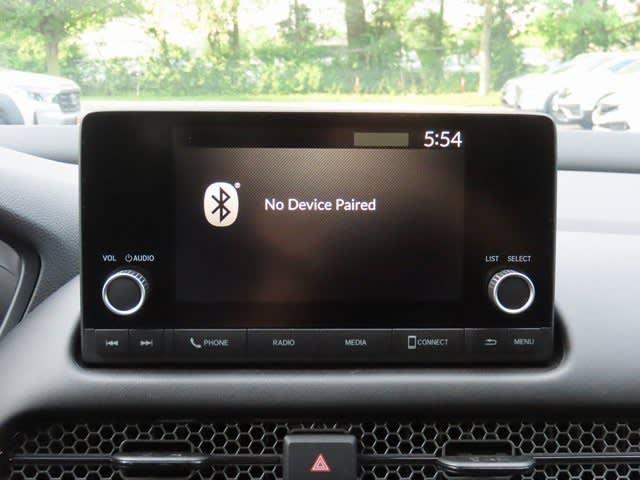 5:54
No Device Paired
VOL AUDIO
LIST SELECT
PHONE RADIO MEDIA CONNECT MENU